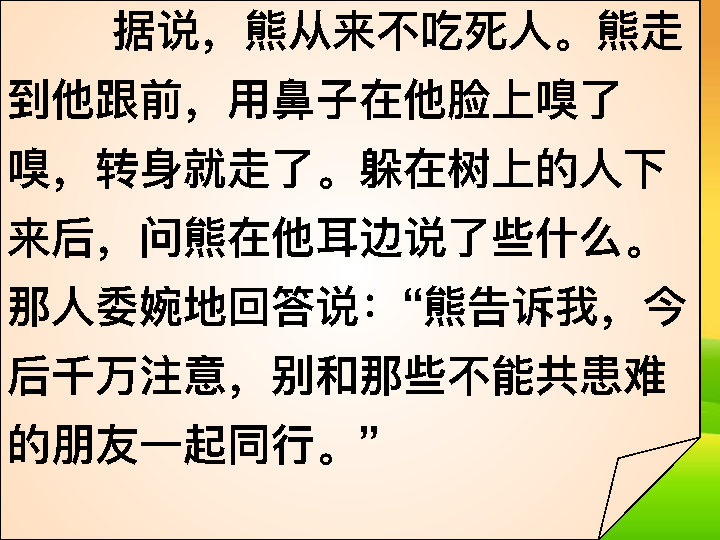 据说，熊从来不吃死人。熊走
到他跟前，用鼻子在他脸上嗅了
嗅，转身就走了。躲在树上的人下
来后，问熊在他耳边说了些什么。
那人委婉地回答说：“熊告诉我，今
后千万注意，别和那些不能共患难
的朋友一起同行。”